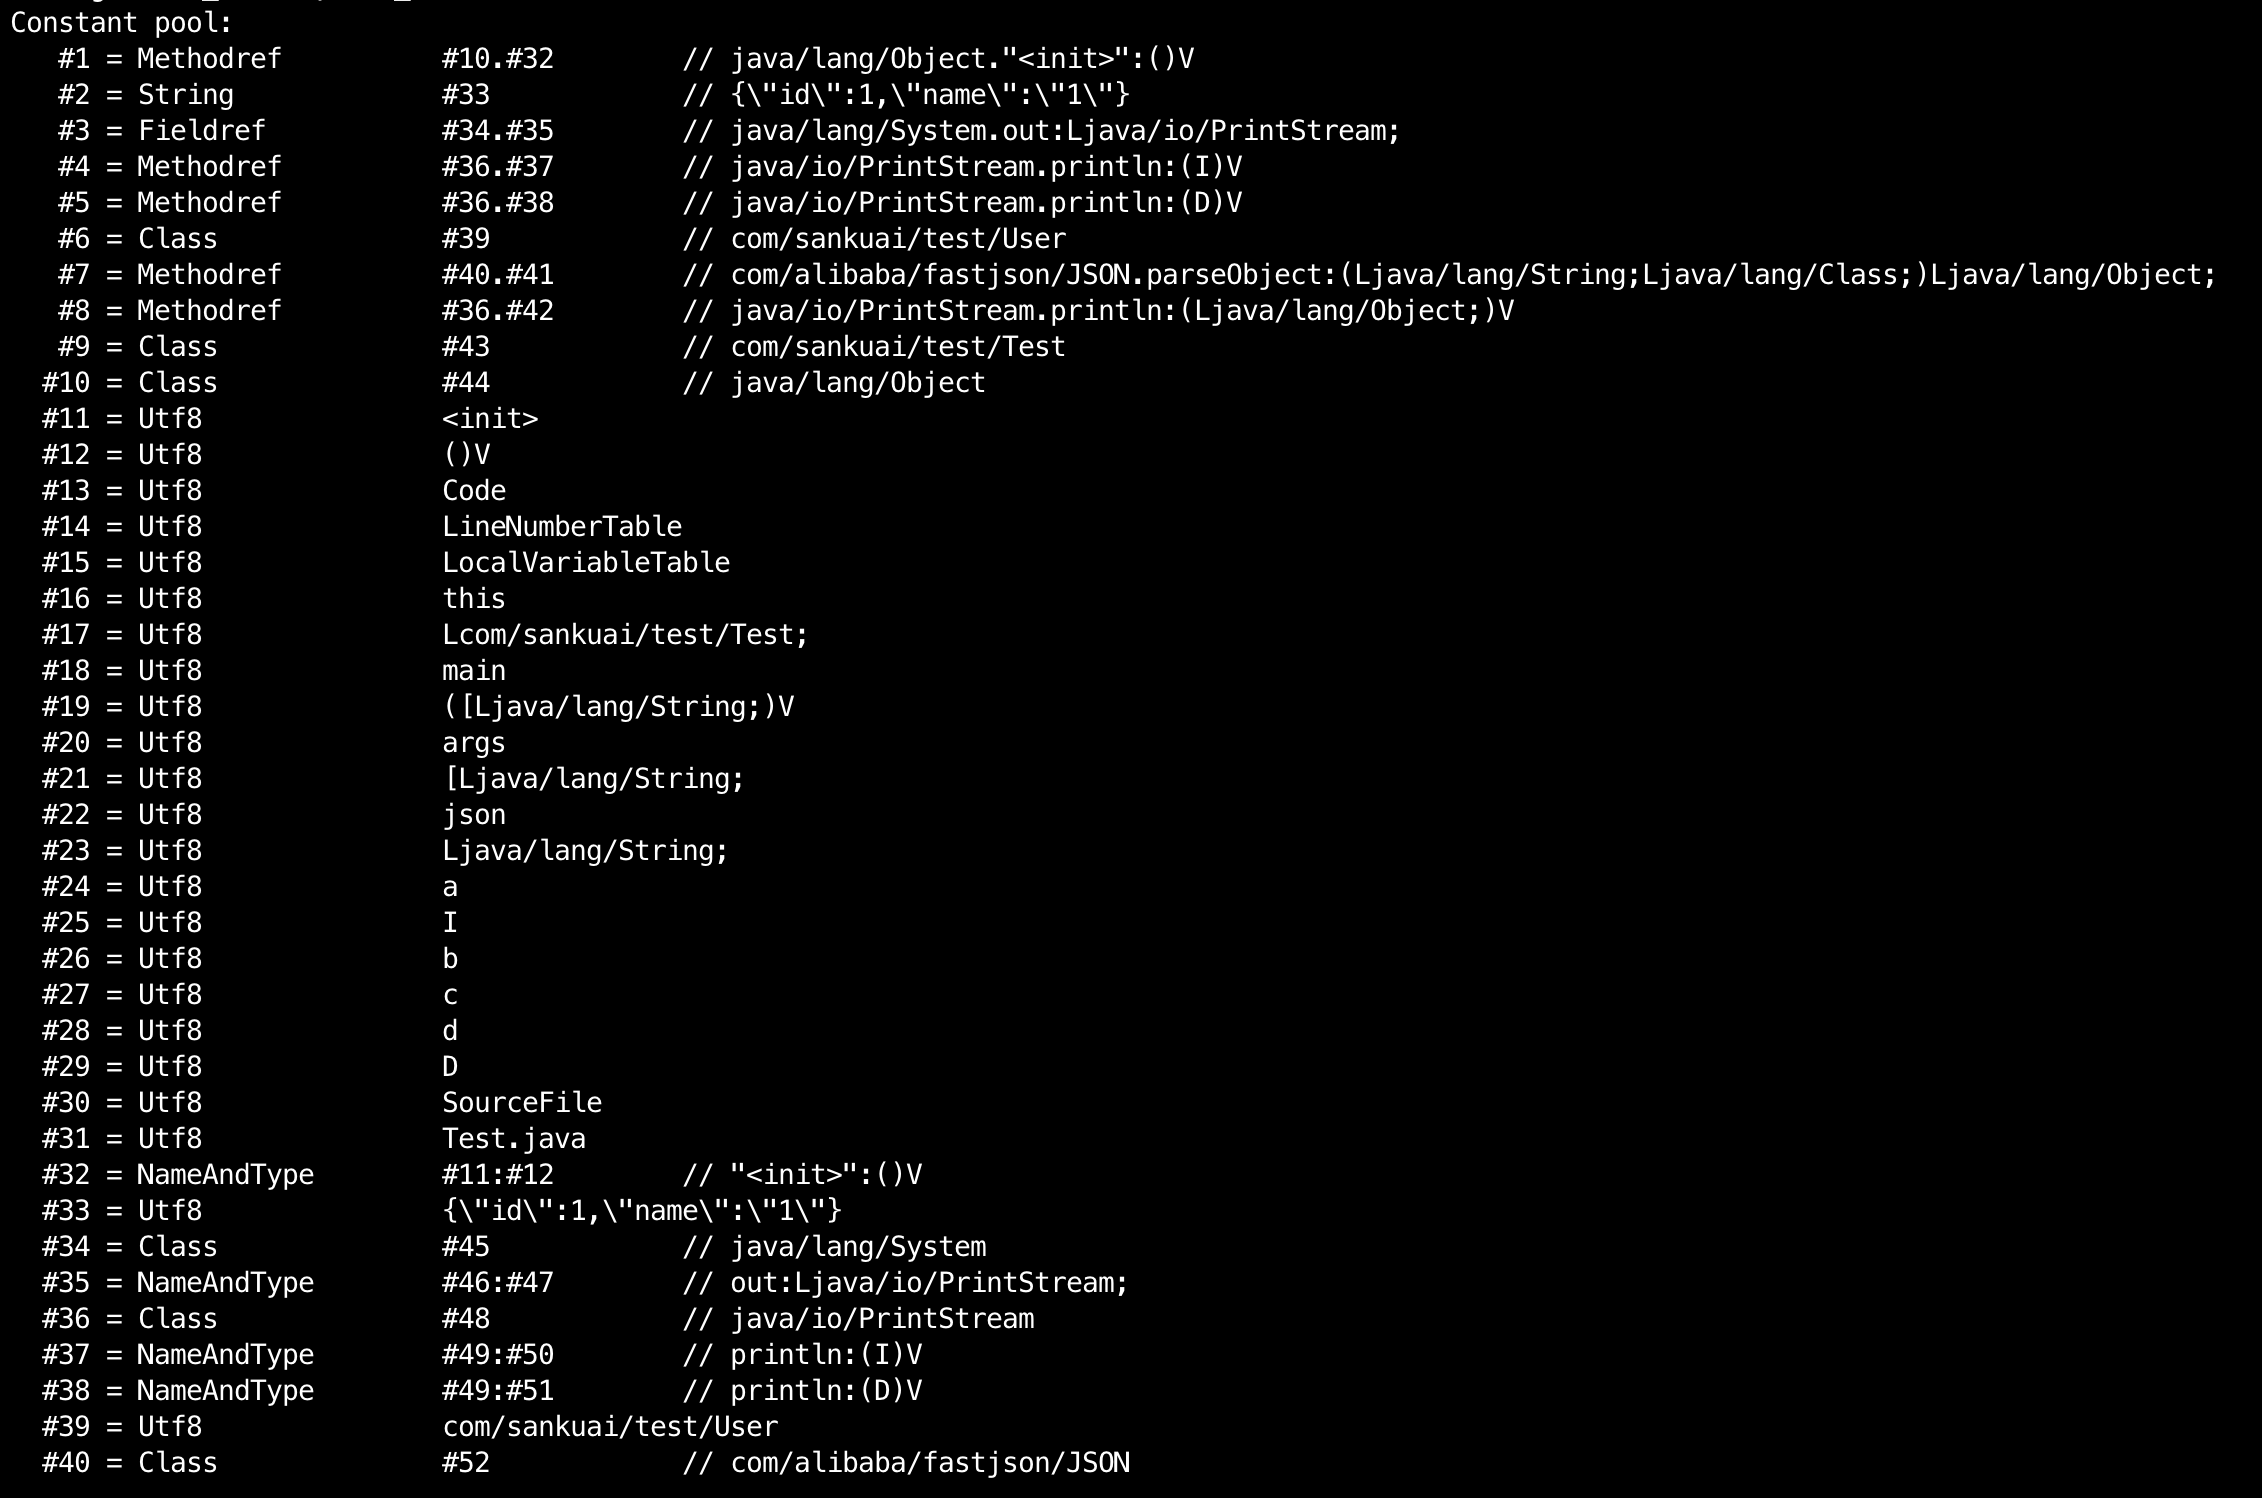 Constant pool:
   #1 = Methodref          #10.#32        // java/lang/Object."<init>":()V
   #2 = String             #33            // {\"id\":1,\"name\":\"1\"}
   #3 = Fieldref           #34.#35        // java/lang/System.out:Ljava/io/PrintStream;
   #4 = Methodref          #36.#37        // java/io/PrintStream.println:(I)V
   #5 = Methodref          #36.#38        // java/io/PrintStream.println:(D)V
   #6 = Class              #39            // com/sankuai/test/User
   #7 = Methodref          #40.#41        // com/alibaba/fastjson/JSON.parseObject:(Ljava/lang/String;Ljava/lang/Class;)Ljava/lang/Object;
   #8 = Methodref          #36.#42        // java/io/PrintStream.println:(Ljava/lang/Object;)V
   #9 = Class              #43            // com/sankuai/test/Test
  #10 = Class              #44            // java/lang/Object
  #11 = Utf8               <init>
  #12 = Utf8               ()V
  #13 = Utf8               Code
  #14 = Utf8               LineNumberTable
  #15 = Utf8               LocalVariableTable
  #16 = Utf8               this
  #17 = Utf8               Lcom/sankuai/test/Test;
  #18 = Utf8               main
  #19 = Utf8               ([Ljava/lang/String;)V
  #20 = Utf8               args
  #21 = Utf8               [Ljava/lang/String;
  #22 = Utf8               json
  #23 = Utf8               Ljava/lang/String;
  #24 = Utf8               a
  #25 = Utf8               I
  #26 = Utf8               b
  #27 = Utf8               c
  #28 = Utf8               d
  #29 = Utf8               D
  #30 = Utf8               SourceFile
  #31 = Utf8               Test.java
  #32 = NameAndType        #11:#12        // "<init>":()V
  #33 = Utf8               {\"id\":1,\"name\":\"1\"}
  #34 = Class              #45            // java/lang/System
  #35 = NameAndType        #46:#47        // out:Ljava/io/PrintStream;
  #36 = Class              #48            // java/io/PrintStream
  #37 = NameAndType        #49:#50        // println:(I)V
  #38 = NameAndType        #49:#51        // println:(D)V
  #39 = Utf8               com/sankuai/test/User
  #40 = Class              #52            // com/alibaba/fastjson/JSON